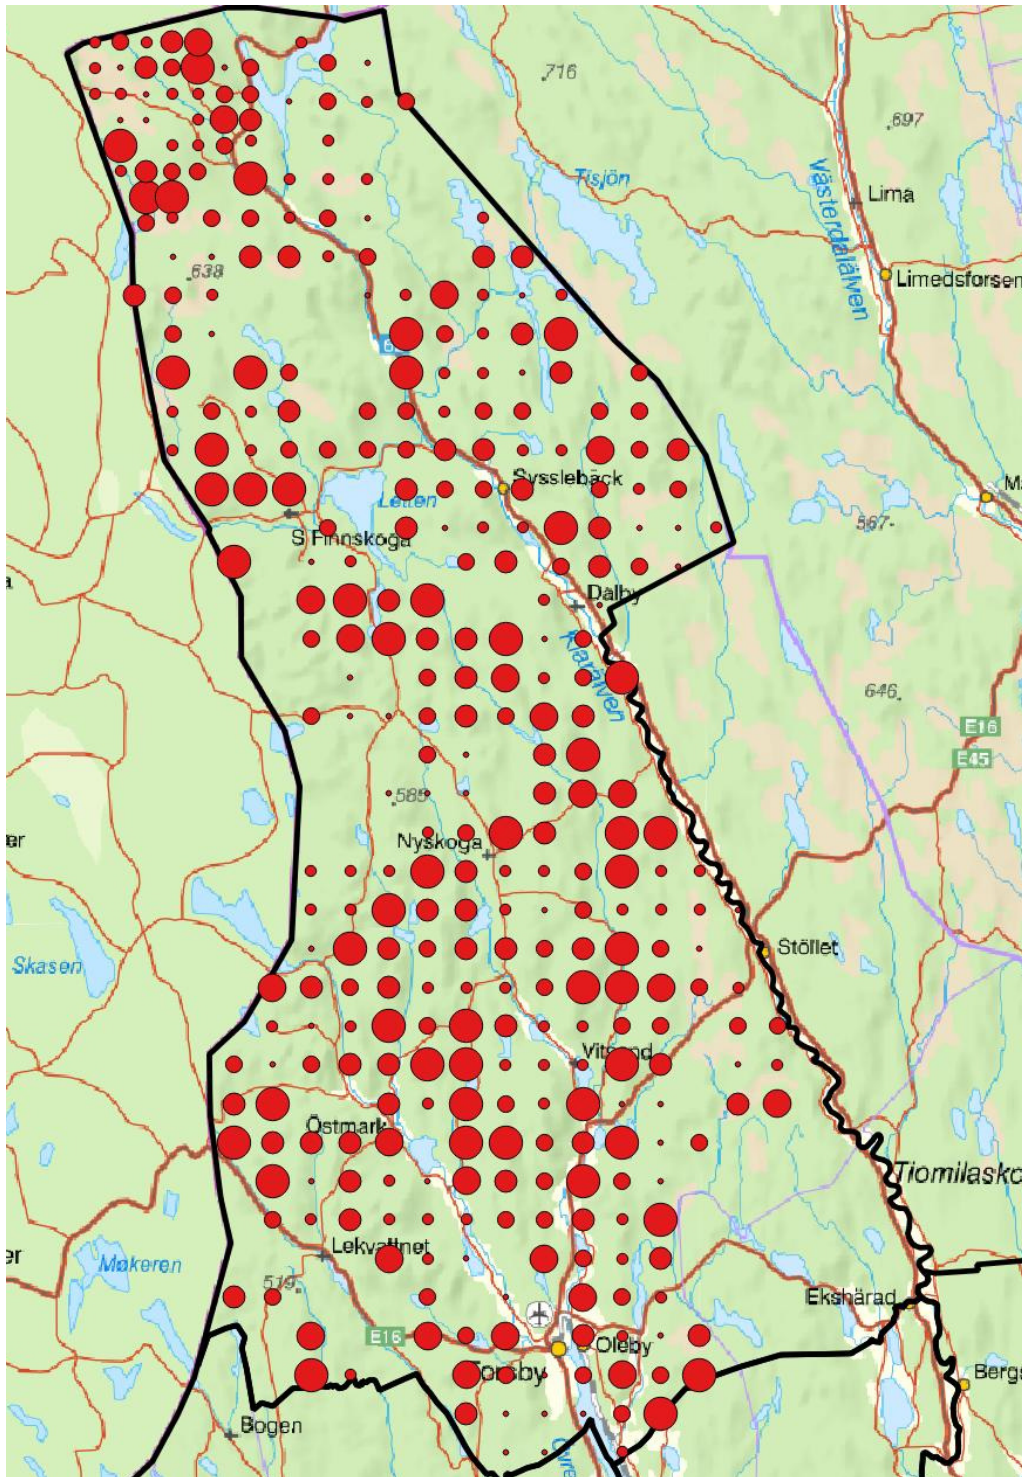 716
697
Tisjön
Västerdalälven
Lima
638
Limedsforsen
Sysslebäck
Letten
S Finnskoga
567
Dalby
Klarälven
646
E16
E45
585
Nyskoga
Stöllet
Skasen
Vitsand
Östmark
Tiomilasko
Lekvattnet
Møkeren
519
Ekshärad
E16
Oleby
Torsby
Bergs
Bogen